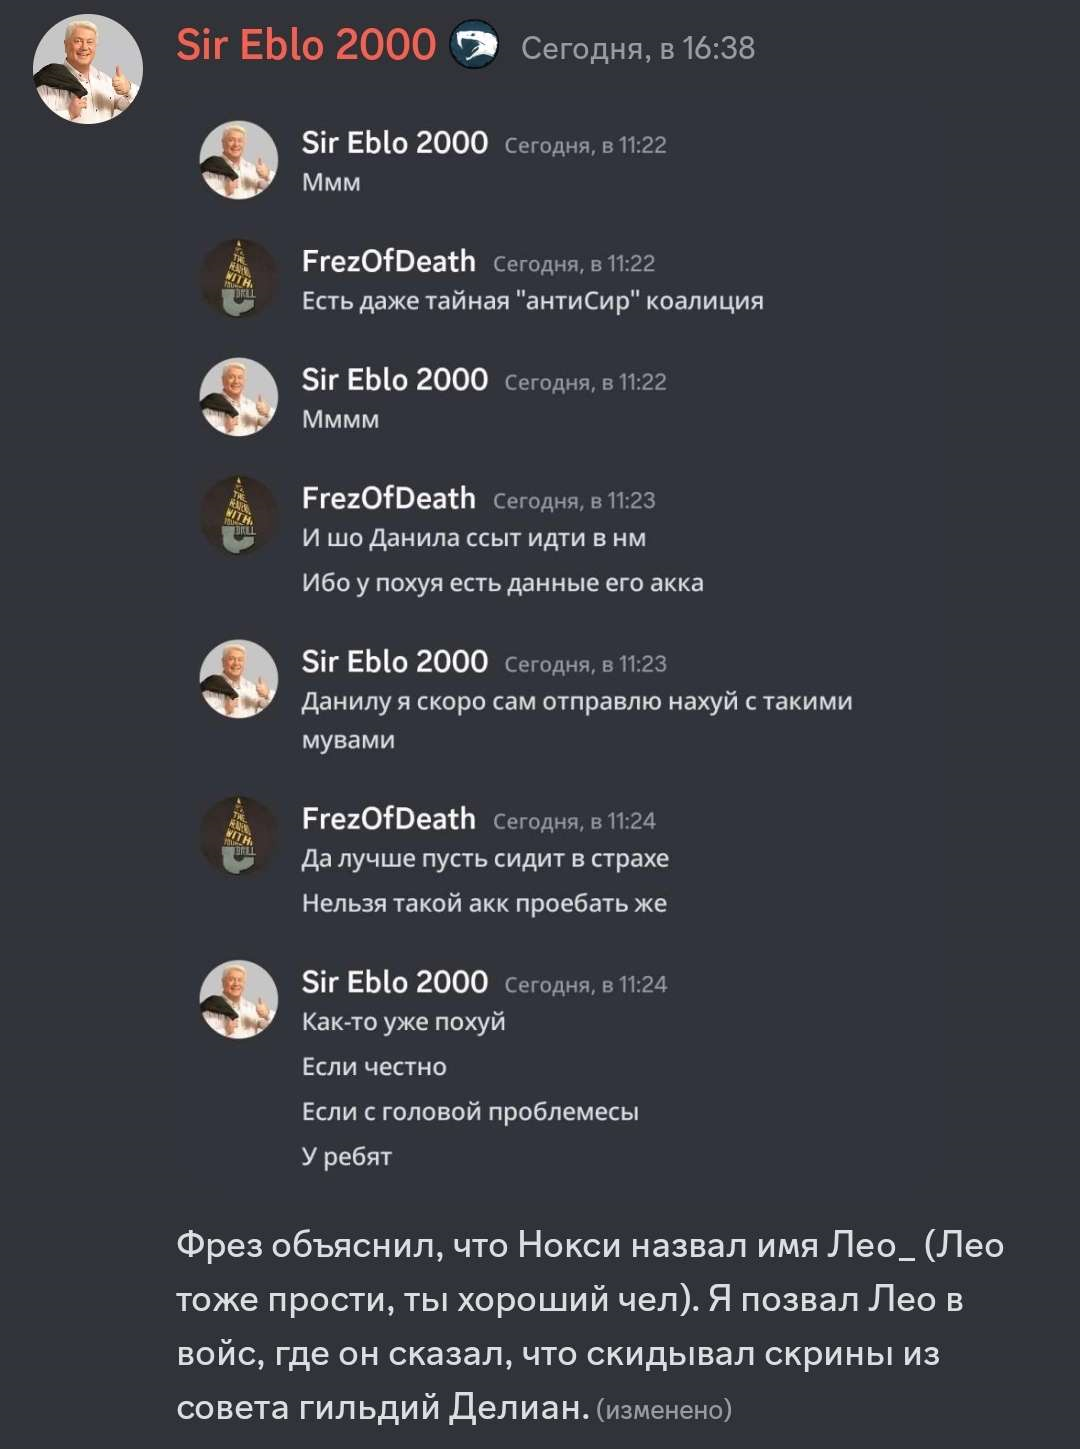 Sir Eblo 2000 Сегодня, в 16:38
Sir Eblo 2000 Сегодня, в 11:22
Ммм
FrezOfDeath Сегодня, в 11:22
Есть даже тайная "антиСир" коалиция
Sir Eblo 2000 Сегодня, в 11:22
Мммм
FrezOfDeath Сегодня, в 11:23
И шо Данила ссыт идти в нм
Ибо у похуя есть данные его акка
Sir Eblo 2000 Сегодня, в 11:23
Данилу я скоро сам отправлю нахуй с такими
мувами
FrezOfDeath Сегодня, в 11:24
Да лучше пусть сидит в страхе
Нельзя такой акк проебать же
Sir Eblo 2000 Сегодня, в 11:24
Как-то уже похуй
Если честно
Если с головой проблемесы
У ребят
Фрез объяснил, что Нокси назвал имя Лео_ (Лео
тоже прости, ты хороший чел). Я позвал Лео в
войс, где он сказал, что скидывал скрины из
совета гильдий Делиан. (изменено)